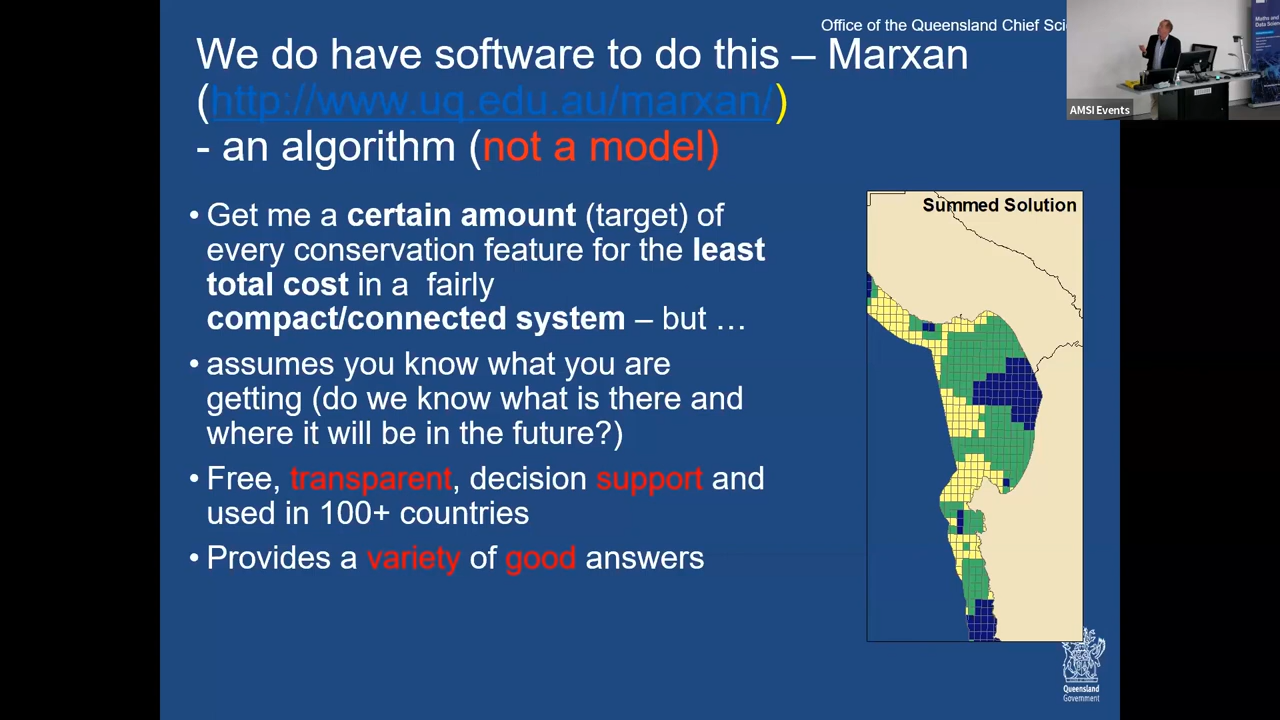 Office of the Queensland Chief Sci
We do have software to do this – Marxan
(http://www.uq.edu.au/marxan/)
- an algorithm (not a model)
• Get me a certain amount (target) of
every conservation feature for the least
total cost in a fairly
compact/connected system – but …
• assumes you know what you are
getting (do we know what is there and
where it will be in the future?)
• Free, transparent, decision support and
used in 100+ countries
• Provides a variety of good answers
Summed Solution
Queensland
Government
AMSI Events
Maths and
Data Scien